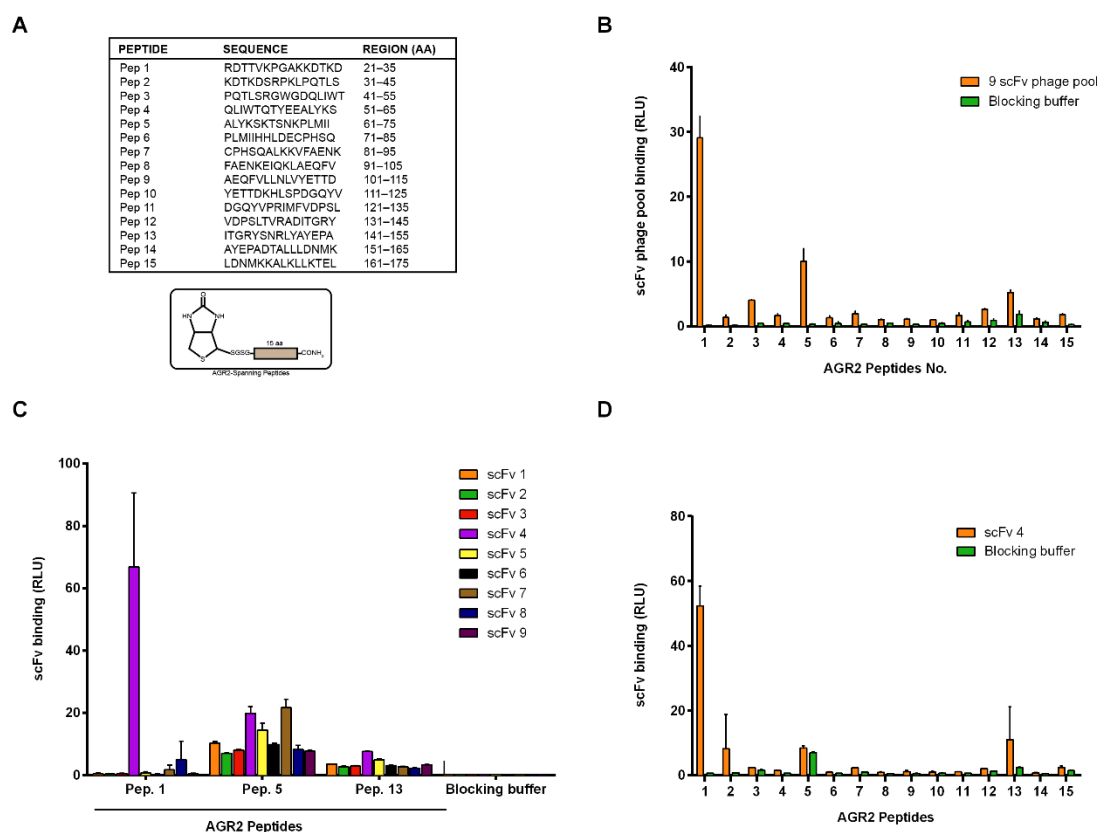 A
PEPTIDE SEQUENCE REGION (AA)
Pep 1 RDTTVKPGAKKDTKD 21–35
Pep 2 KDTKDSRPKLPQTLS 31–45
Pep 3 PQTLSRGWGDQLIWT 41–55
Pep 4 QLIWTQTYEEALYKS 51–65
Pep 5 ALYKSKTSNKPLMII 61–75
Pep 6 PLMIIHHLDECPHSQ 71–85
Pep 7 CPHSQALKKVFAENK 81–95
Pep 8 FAENKEIQKLAEQFV 91–105
Pep 9 AEQFVLLNLVYETTD 101–115
Pep 10 YETTDKHLSPDGQYV 111–125
Pep 11 DGQYVPRIMFVDPSL 121–135
Pep 12 VDPSLTVRADITGRY 131–145
Pep 13 ITGRYSNRLYAYEPA 141–155
Pep 14 AYEPADTALLLDNMK 151–165
Pep 15 LDNMKKALKLLKTEL 161–175
O
HN NH
S
SGSG 15 aa CONH2
AGR2-Spanning Peptides
B
scFv phage pool binding (RLU)
40
30
20
10
0
9 scFv phage pool
Blocking buffer
1 2 3 4 5 6 7 8 9 10 11 12 13 14 15
AGR2 Peptides No.
C
scFv binding (RLU)
100
80
60
40
20
0
scFv 1
scFv 2
scFv 3
scFv 4
scFv 5
scFv 6
scFv 7
scFv 8
scFv 9
Pep. 1 Pep. 5 Pep. 13 Blocking buffer
AGR2 Peptides
D
scFv binding (RLU)
80
60
40
20
0
scFv 4
Blocking buffer
1 2 3 4 5 6 7 8 9 10 11 12 13 14 15
AGR2 Peptides